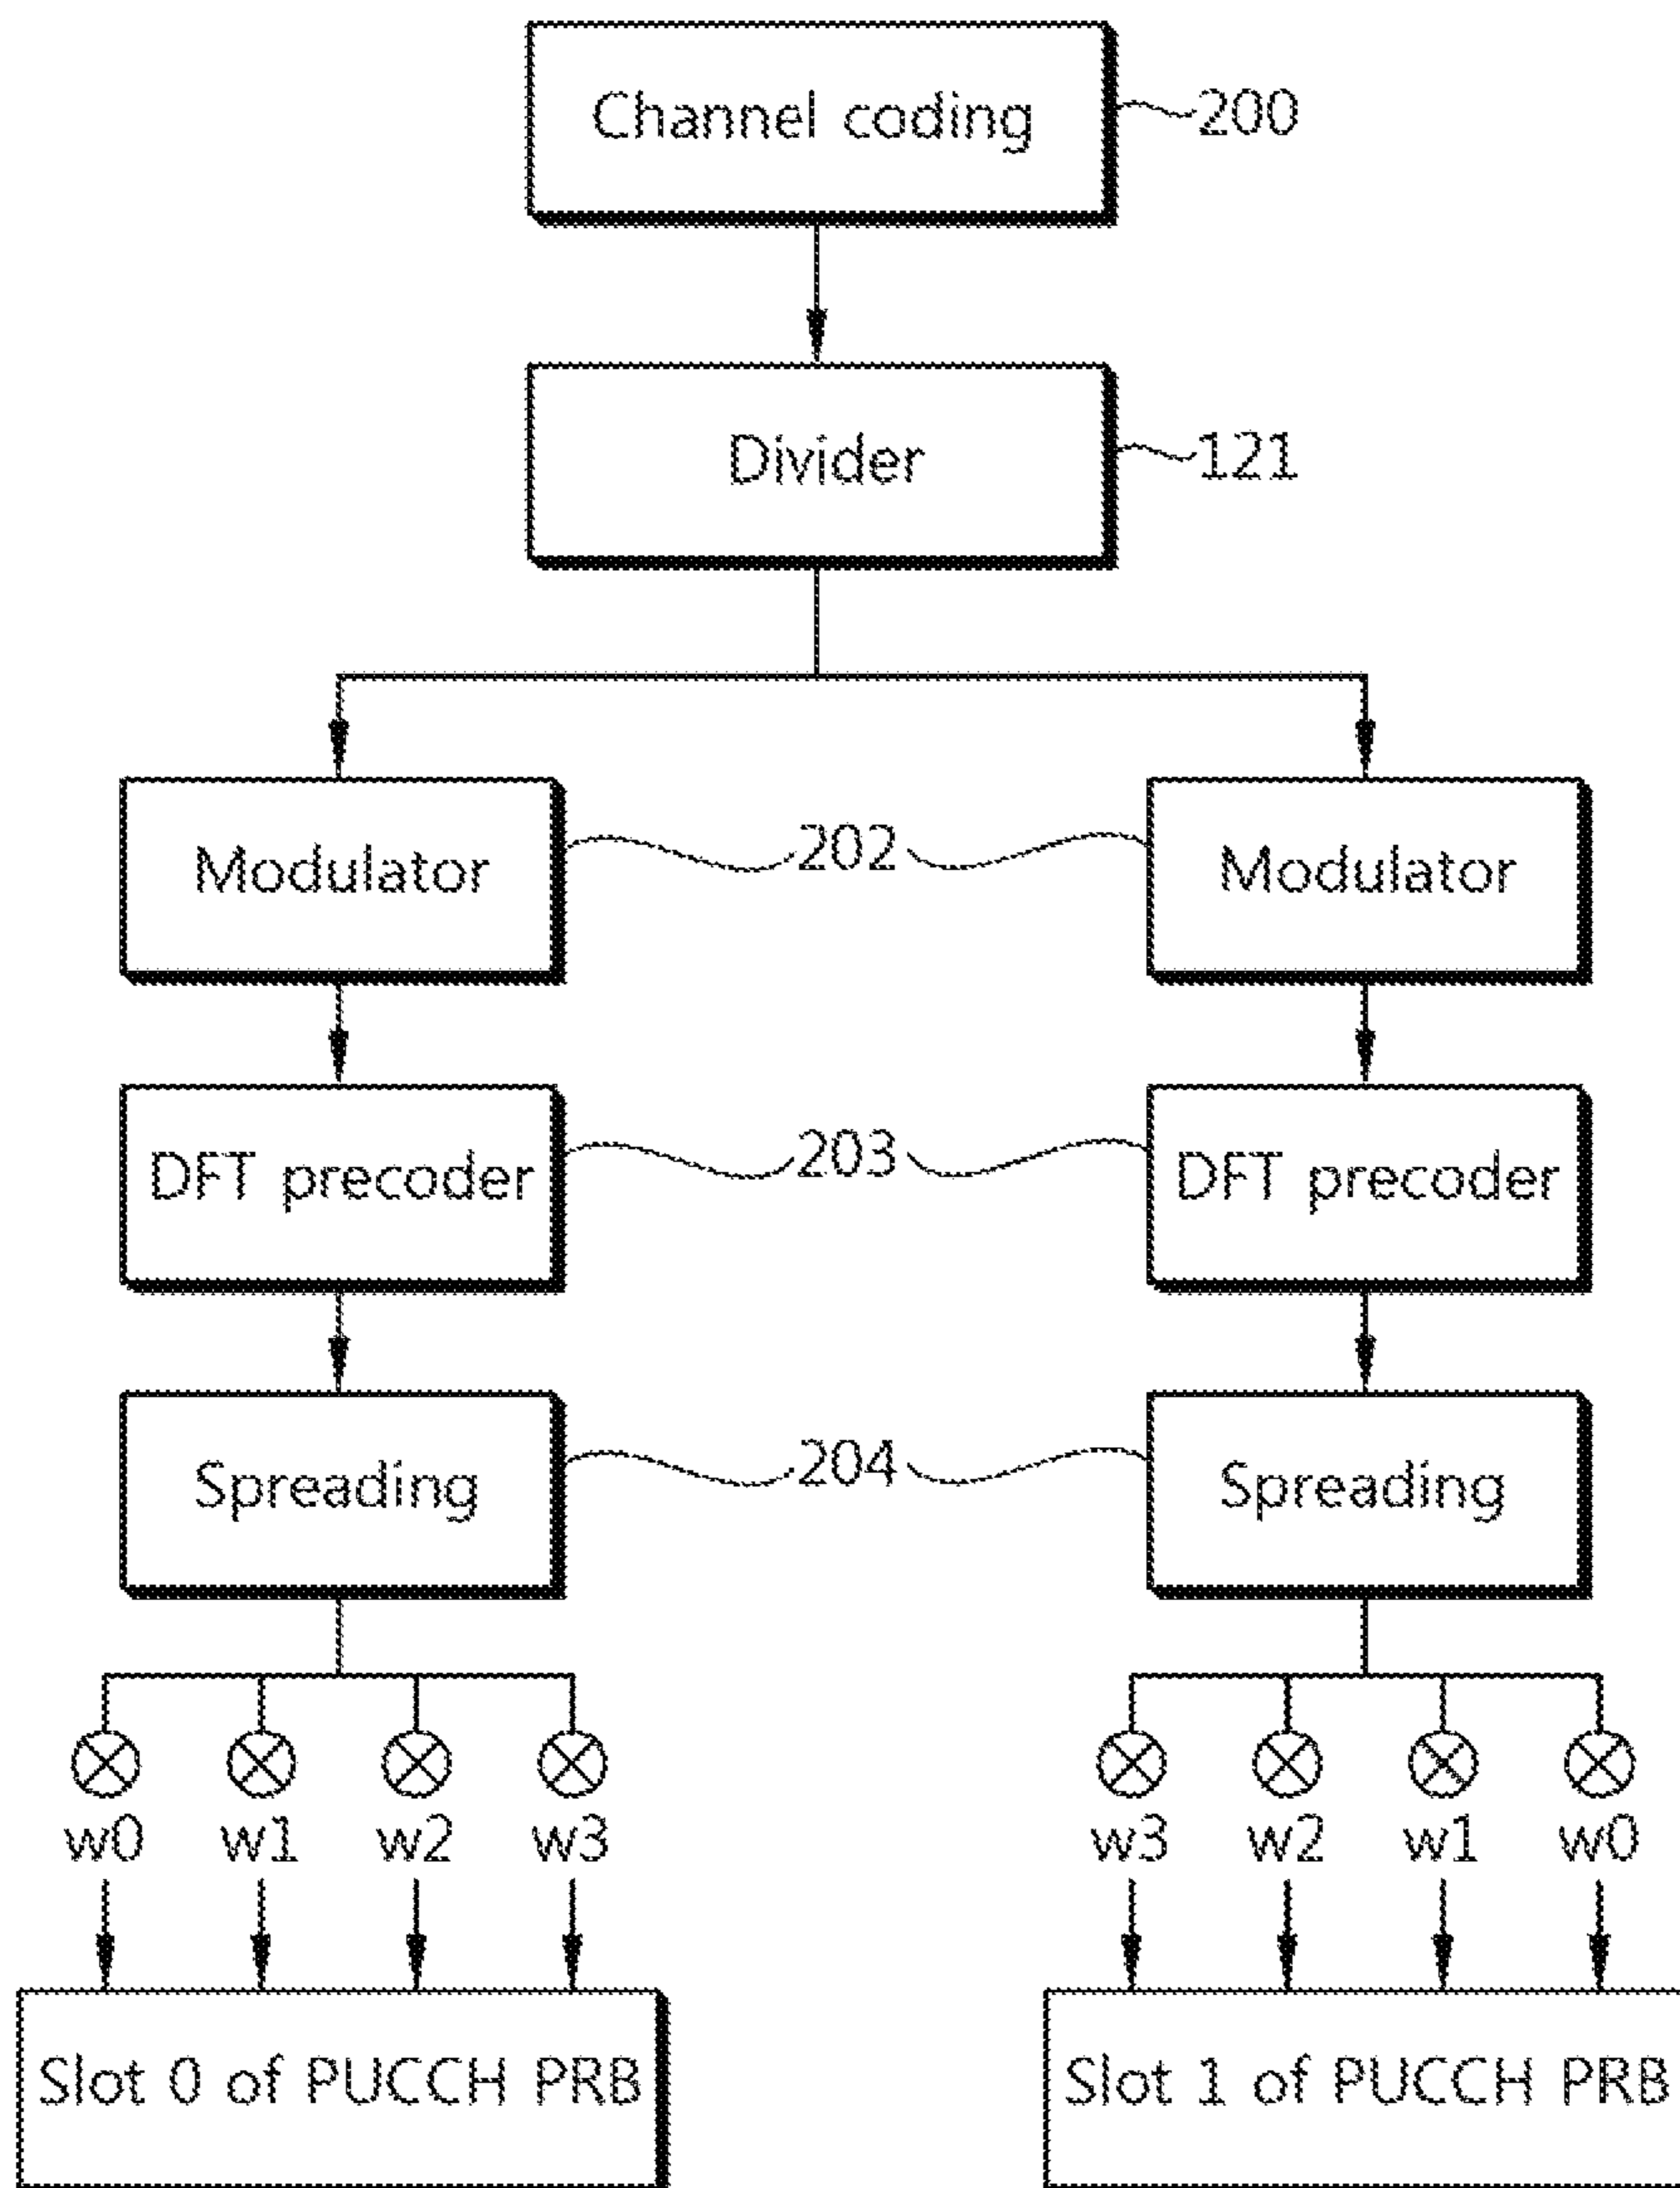 Channel coding 200
Divider 121
Modulator 202 Modulator
DFT precoder 203 DFT precoder
Spreading 204 Spreading
w0 w1 w2 w3 w3 w2 w1 w0
Slot 0 of PUCCH PRB Slot 1 of PUCCH PRB